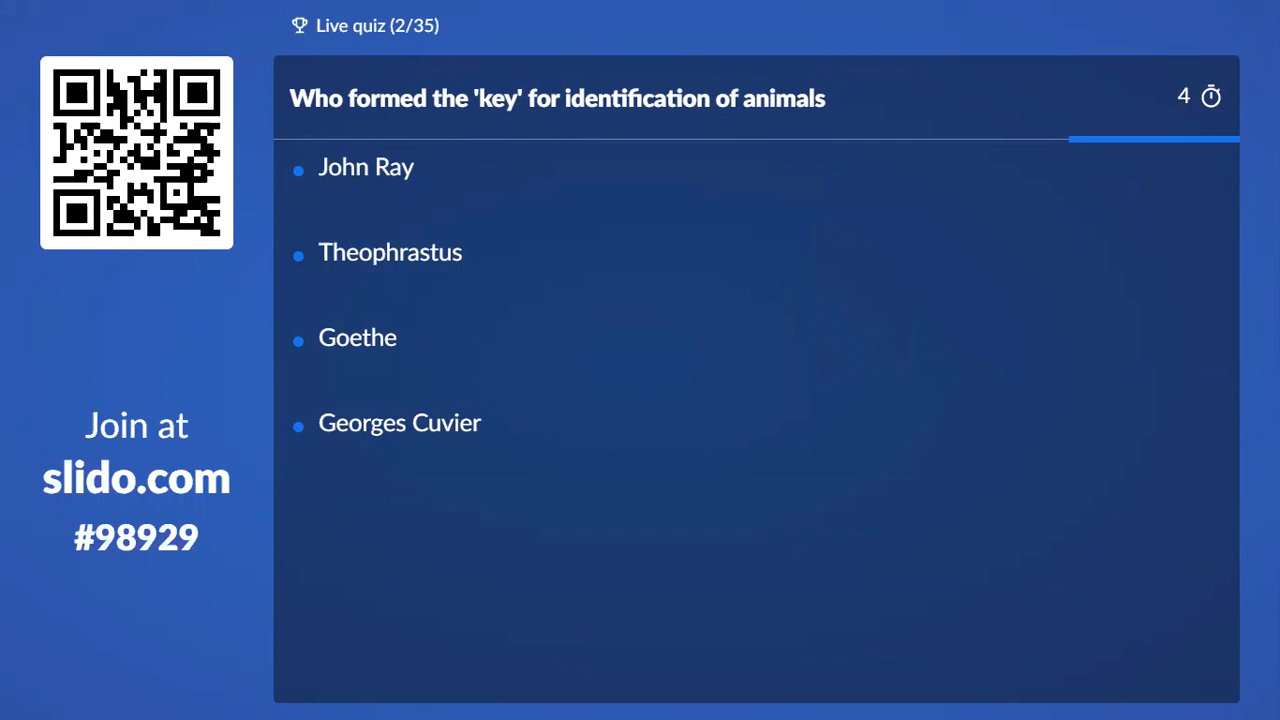 Live quiz (2/35)
Who formed the 'key' for identification of animals
4
John Ray
Theophrastus
Goethe
Georges Cuvier
Join at
slido.com
#98929